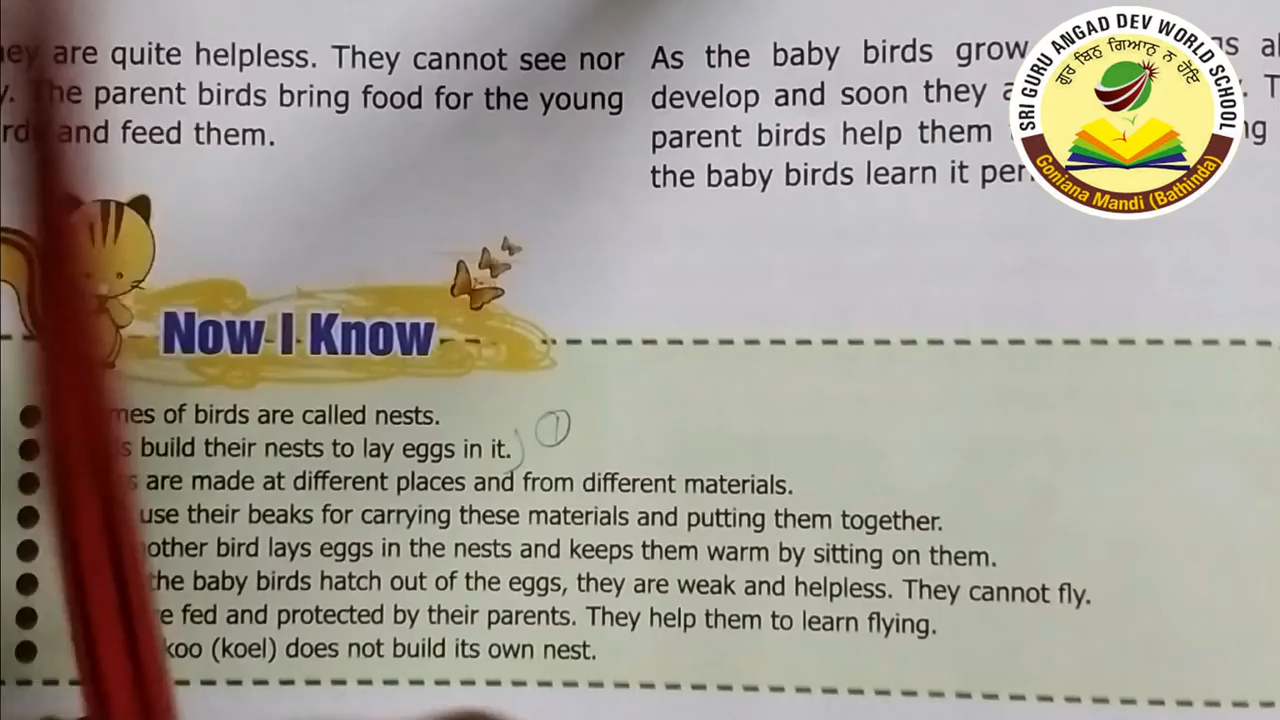 are quite helpless. They cannot see nor
The parent birds bring food for the young
and feed them.
As the baby birds grow
develop and soon they
parent birds help them
the baby birds learn it
SRI GURU ANGAD DEV WORLD SCHOOL
ਗੁਰ ਬਿਨੁ ਗਿਆਨੁ ਨ ਹੋਇ
Goniana Mandi (Bathinda)
Now I Know
of birds are called nests.
build their nests to lay eggs in it.
1
are made at different places and from different materials.
use their beaks for carrying these materials and putting them together.
bird lays eggs in the nests and keeps them warm by sitting on them.
the baby birds hatch out of the eggs, they are weak and helpless. They cannot fly.
fed and protected by their parents. They help them to learn flying.
(koel) does not build its own nest.